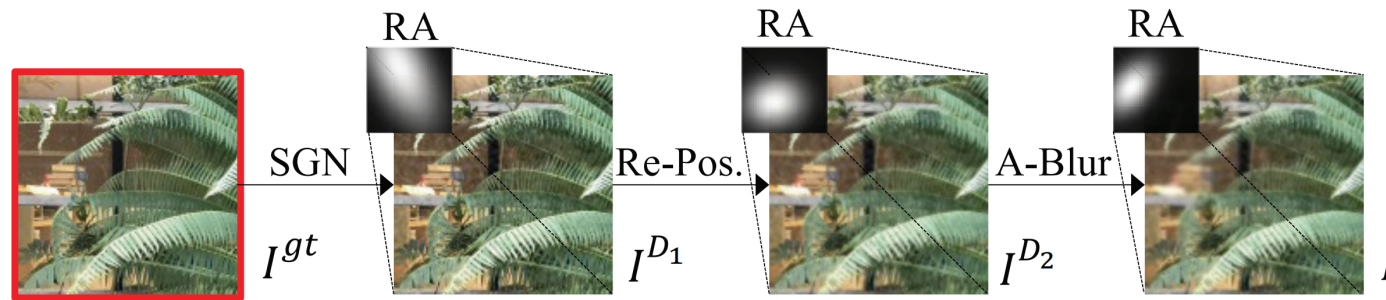 RA
RA
RA
SGN
Re-Pos.
A-Blur
I^{gt}
I^{D_1}
I^{D_2}